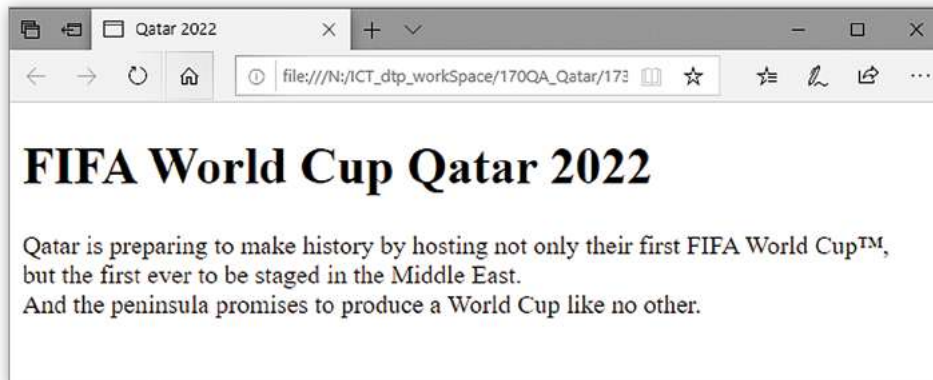 Qatar 2022
file:///N:/ICT_dtp_workSpace/170QA_Qatar/173
FIFA World Cup Qatar 2022
Qatar is preparing to make history by hosting not only their first FIFA World Cup™,
but the first ever to be staged in the Middle East.
And the peninsula promises to produce a World Cup like no other.